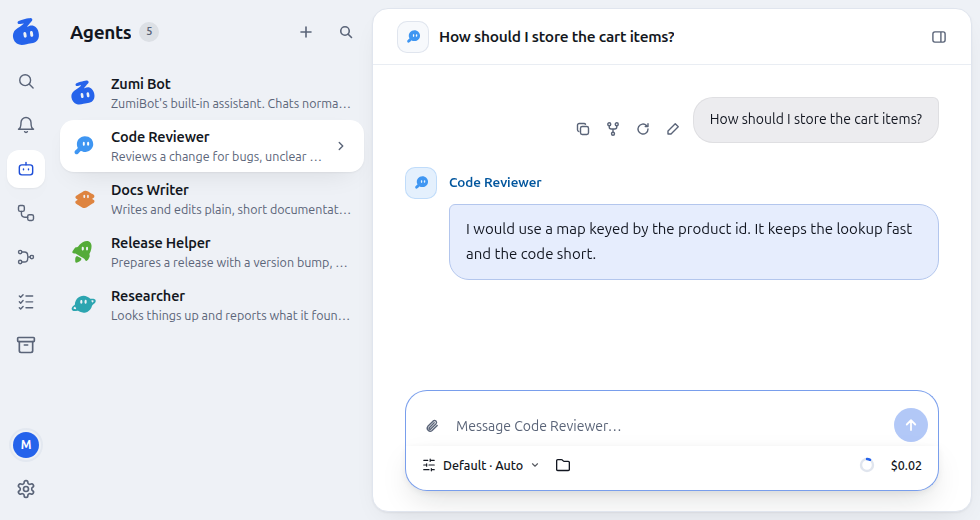 Agents 5
Zumi Bot
ZumiBot's built-in assistant. Chats norma…
Code Reviewer
Reviews a change for bugs, unclear …
Docs Writer
Writes and edits plain, short documentat…
Release Helper
Prepares a release with a version bump, …
Researcher
Looks things up and reports what it foun…
M
How should I store the cart items?
How should I store the cart items?
Code Reviewer
I would use a map keyed by the product id. It keeps the lookup fast
and the code short.
Message Code Reviewer…
Default · Auto
$0.02